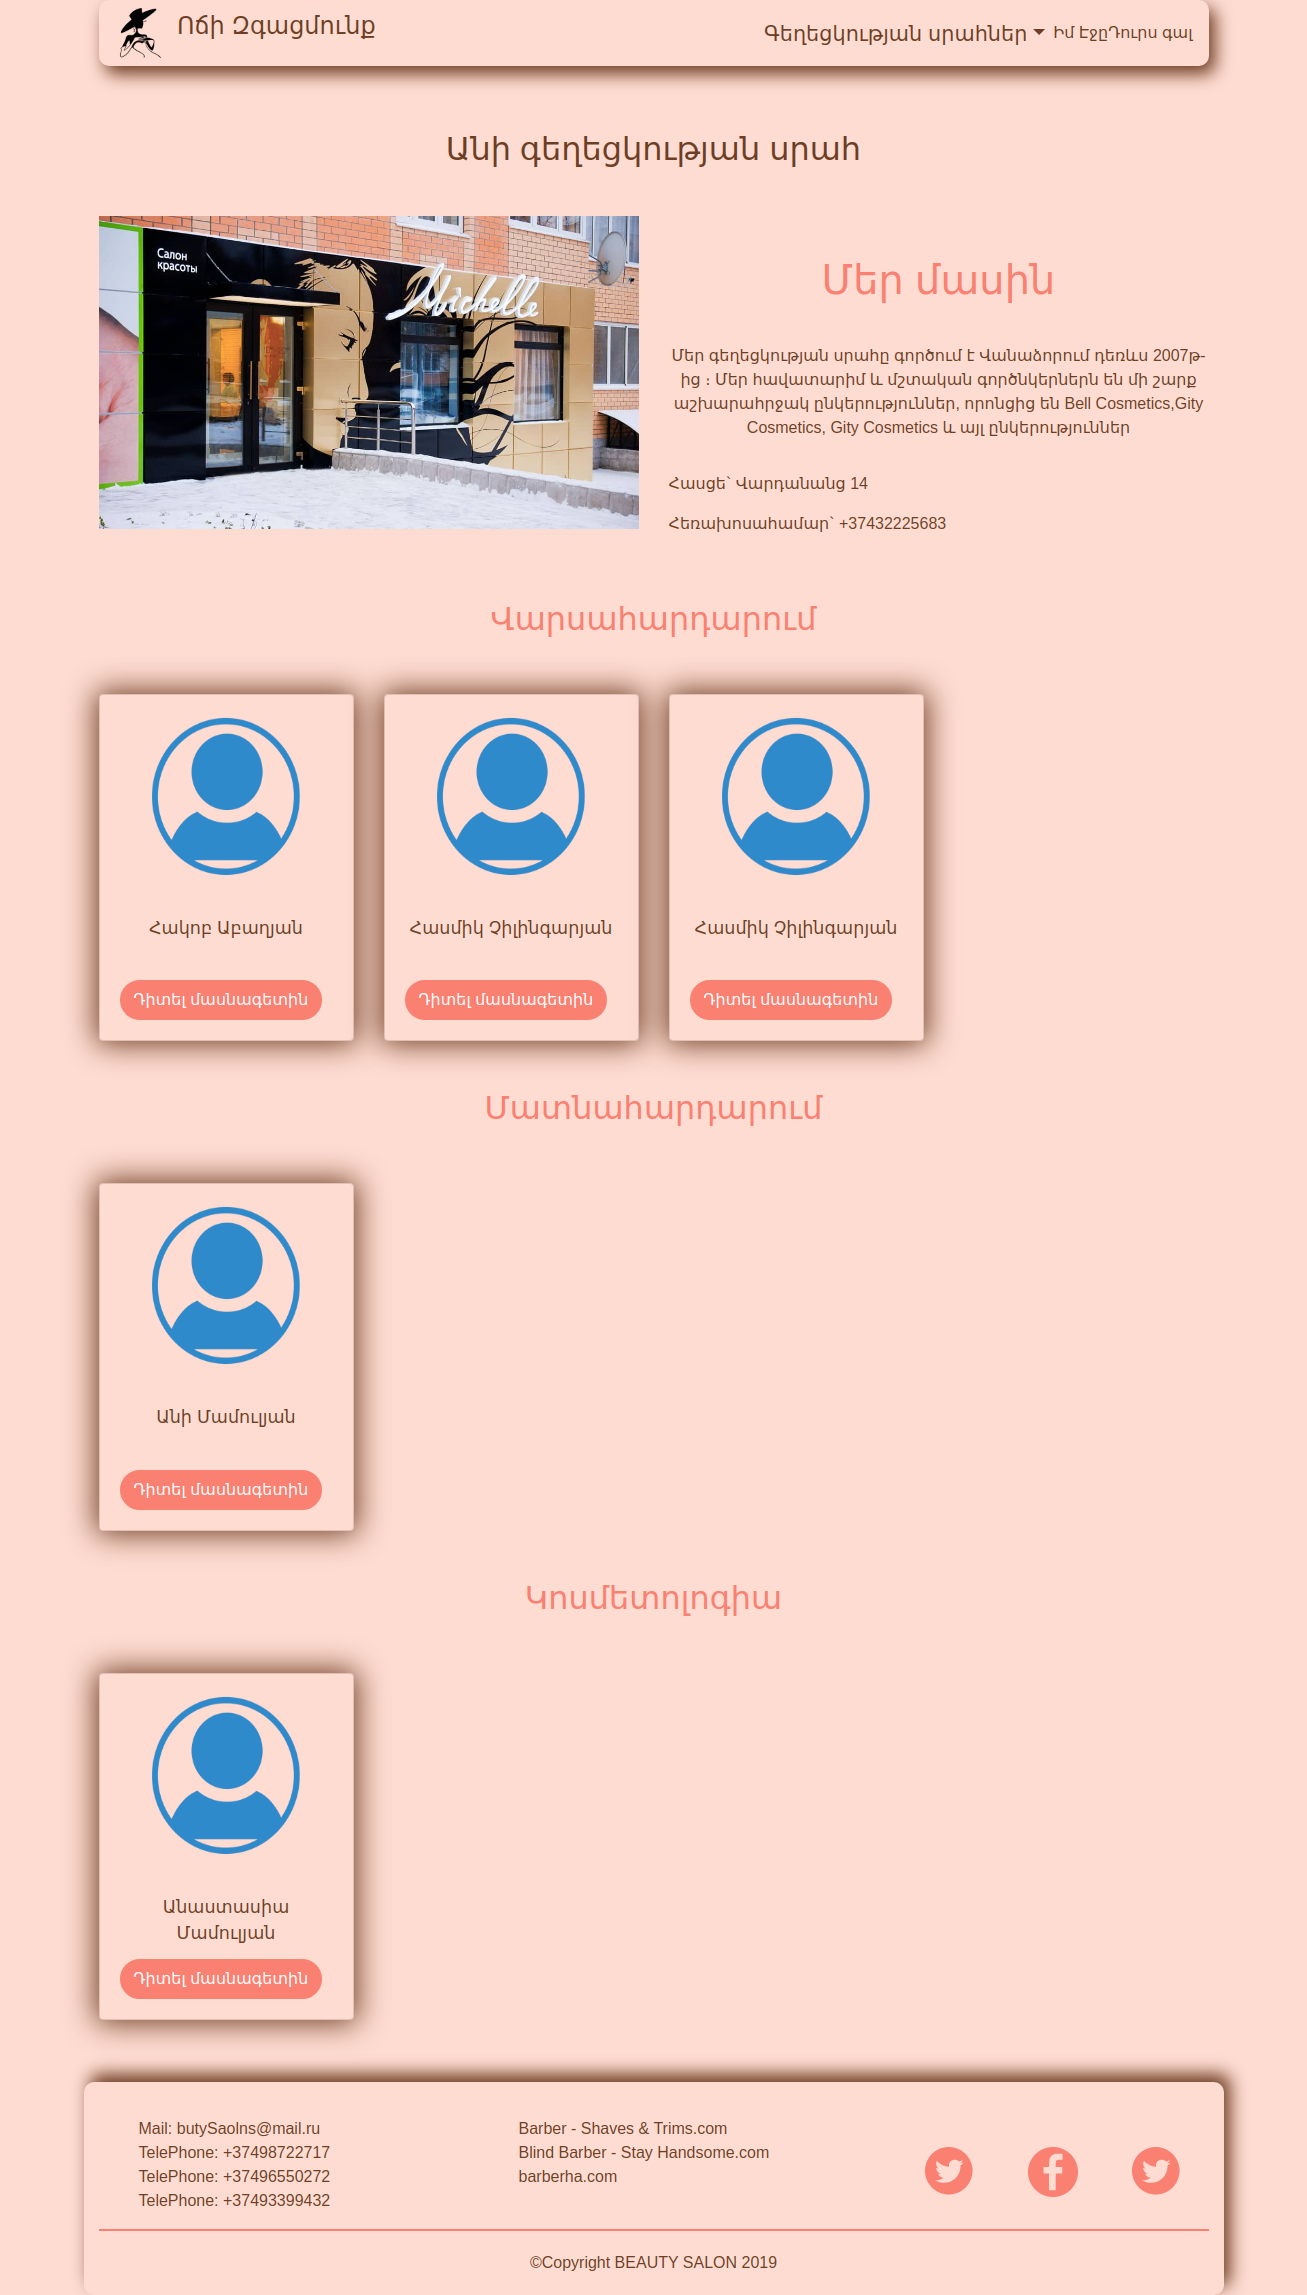 Ոճի Զգացմունք
Գեղեցկության սրահներ
Իմ Էջը
Դուրս գալ
Անի գեղեցկության սրահ
Салон
красоты
Michelle
Մեր մասին
Մեր գեղեցկության սրահը գործում է Վանաձորում դեռևս 2007թ-
ից ։ Մեր հավատարիմ և մշտական գործնկերներն են մի շարք
աշխարահրջակ ընկերություններ, որոնցից են Bell Cosmetics,Gity
Cosmetics, Gity Cosmetics և այլ ընկերություններ
Հասցե՝ Վարդանանց 14
Հեռախոսահամար՝ +37432225683
Վարսահարդարում
Հակոբ Աբաղյան
Հասմիկ Չիլինգարյան
Հասմիկ Չիլինգարյան
Դիտել մասնագետին
Դիտել մասնագետին
Դիտել մասնագետին
Մատնահարդարում
Անի Մամուլյան
Դիտել մասնագետին
Կոսմետոլոգիա
Անաստասիա
Մամուլյան
Դիտել մասնագետին
Mail: butySaolns@mail.ru
TelePhone: +37498722717
TelePhone: +37496550272
TelePhone: +37493399432
Barber - Shaves & Trims.com
Blind Barber - Stay Handsome.com
barberha.com
©Copyright BEAUTY SALON 2019